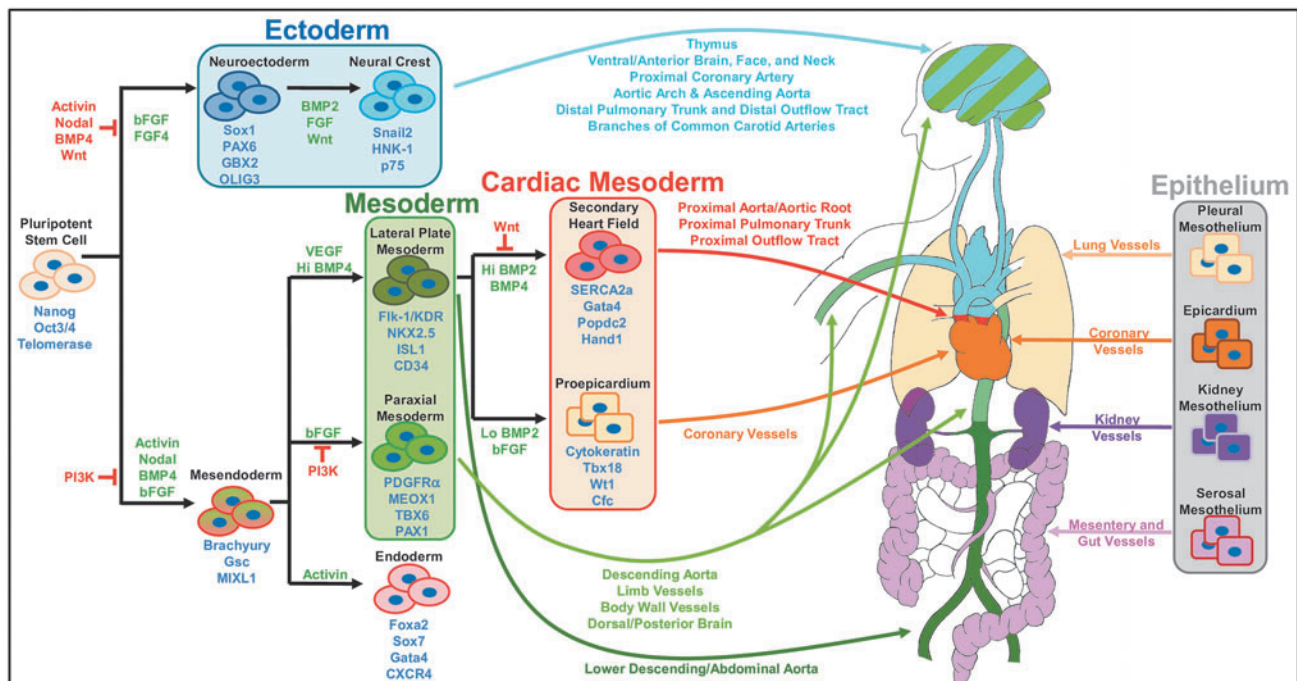 Ectoderm
Neuroectoderm
Neural Crest
BMP2
FGF
Wnt
Sox1
PAX6
GBX2
OLIG3
Snail2
HNK-1
p75
Activin
Nodal
BMP4
Wnt
bFGF
FGF4
Thymus
Ventral/Anterior Brain, Face, and Neck
Proximal Coronary Artery
Aortic Arch & Ascending Aorta
Distal Pulmonary Trunk and Distal Outflow Tract
Branches of Common Carotid Arteries
Pluripotent
Stem Cell
Nanog
Oct3/4
Telomerase
Mesoderm
Lateral Plate
Mesoderm
VEGF
Hi BMP4
Flk-1/KDR
NKX2.5
ISL1
CD34
Paraxial
Mesoderm
bFGF
PI3K
PDGFRα
MEOX1
TBX6
PAX1
Cardiac Mesoderm
Wnt
Hi BMP2
BMP4
Secondary
Heart Field
SERCA2a
Gata4
Popdc2
Hand1
Proximal Aorta/Aortic Root
Proximal Pulmonary Trunk
Proximal Outflow Tract
Proepicardium
Lo BMP2
bFGF
Cytokeratin
Tbx18
Wt1
Cfc
Coronary Vessels
PI3K
Activin
Nodal
BMP4
bFGF
Mesendoderm
Brachyury
Gsc
MIXL1
Activin
Endoderm
Foxa2
Sox7
Gata4
CXCR4
Descending Aorta
Limb Vessels
Body Wall Vessels
Dorsal/Posterior Brain
Lower Descending/Abdominal Aorta
Epithelium
Pleural
Mesothelium
Lung Vessels
Epicardium
Coronary
Vessels
Kidney
Mesothelium
Kidney
Vessels
Serosal
Mesothelium
Mesentery and
Gut Vessels